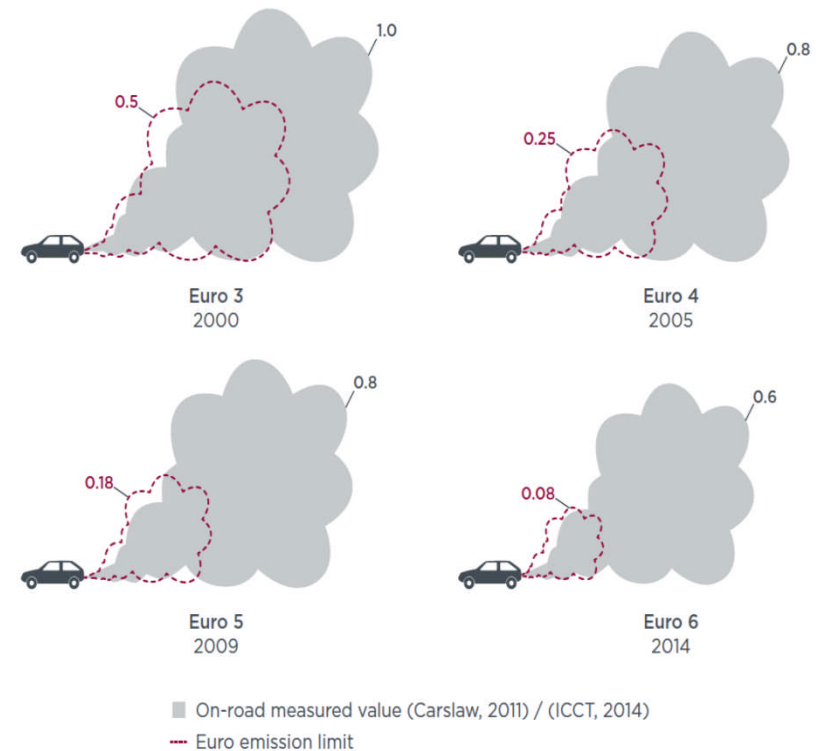 1.0
0.5
Euro 3
2000
0.8
0.25
Euro 4
2005
0.8
0.18
Euro 5
2009
0.6
0.08
Euro 6
2014
On-road measured value (Carslaw, 2011) / (ICCT, 2014)
Euro emission limit